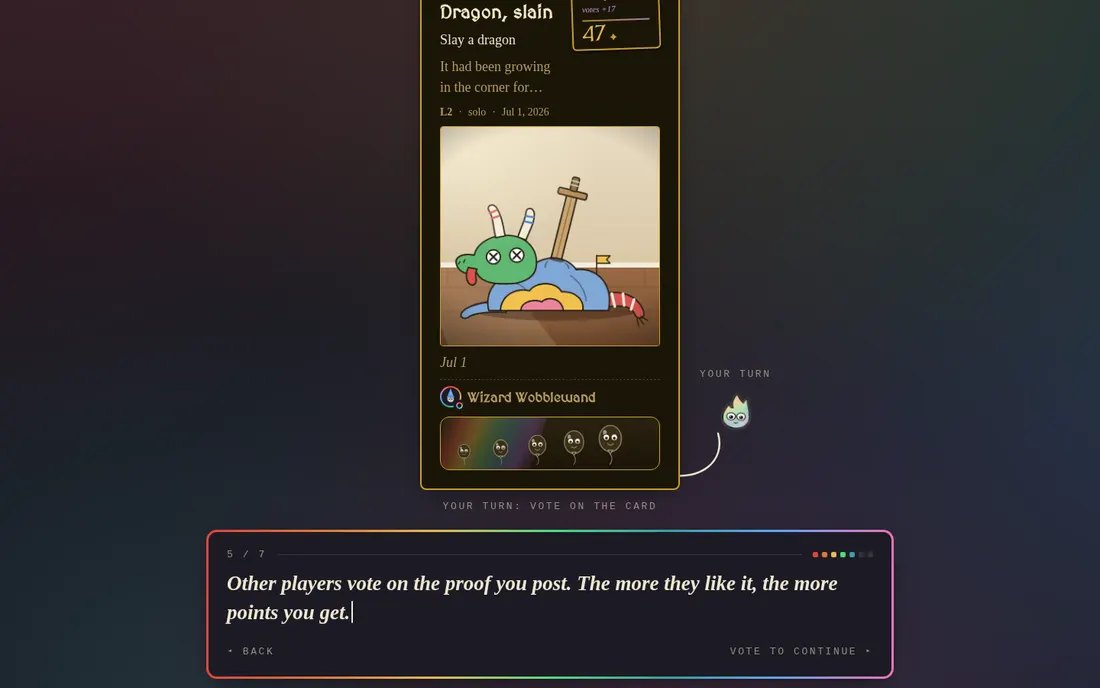 Dragon, slain
votes +17
47
Slay a dragon
It had been growing
in the corner for…
L2 · solo · Jul 1, 2026
Jul 1
Wizard Wobblewand
YOUR TURN
YOUR TURN: VOTE ON THE CARD
5 / 7
Other players vote on the proof you post. The more they like it, the more
points you get.
BACK
VOTE TO CONTINUE